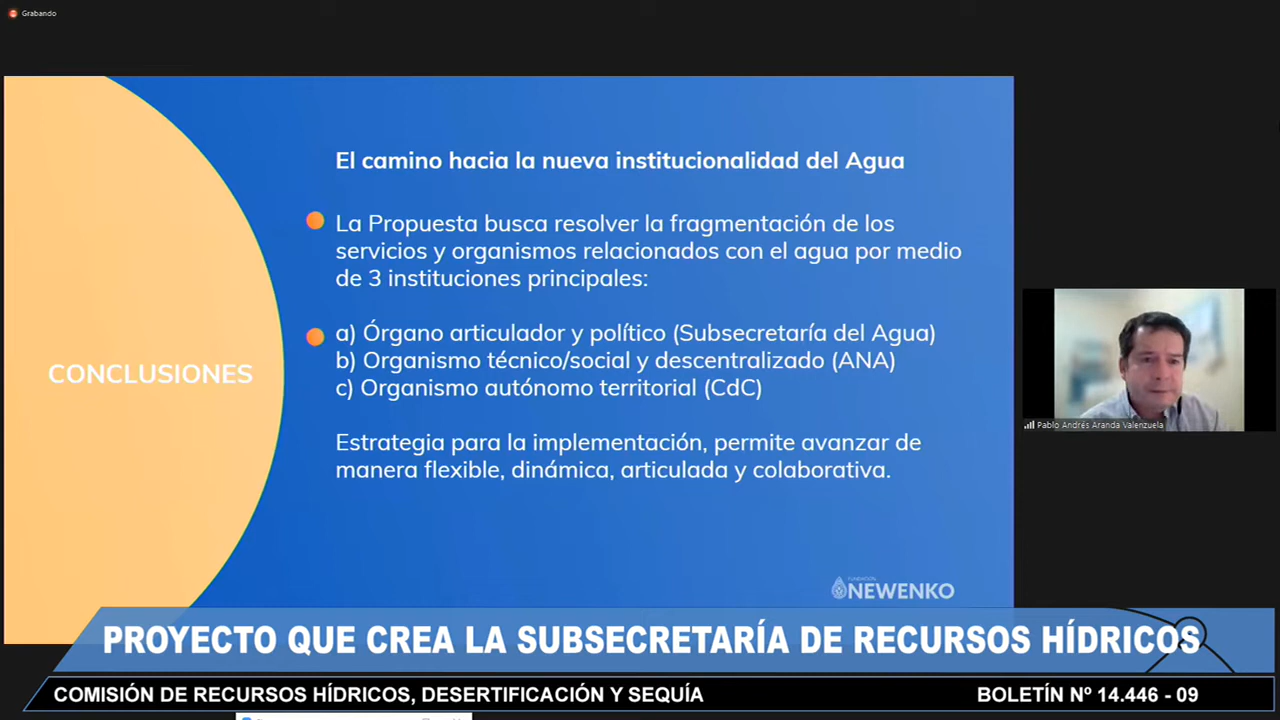 Grabando
El camino hacia la nueva institucionalidad del Agua
La Propuesta busca resolver la fragmentación de los
servicios y organismos relacionados con el agua por medio
de 3 instituciones principales:
a) Órgano articulador y político (Subsecretaría del Agua)
b) Organismo técnico/social y descentralizado (ANA)
c) Organismo autónomo territorial (CdC)
Estrategia para la implementación, permite avanzar de
manera flexible, dinámica, articulada y colaborativa.
CONCLUSIONES
Pablo Andrés Aranda Valenzuela
FUNDACIÓN
NEWENKO
PROYECTO QUE CREA LA SUBSECRETARÍA DE RECURSOS HÍDRICOS
COMISIÓN DE RECURSOS HÍDRICOS, DESERTIFICACIÓN Y SEQUÍA
BOLETÍN Nº 14.446 - 09